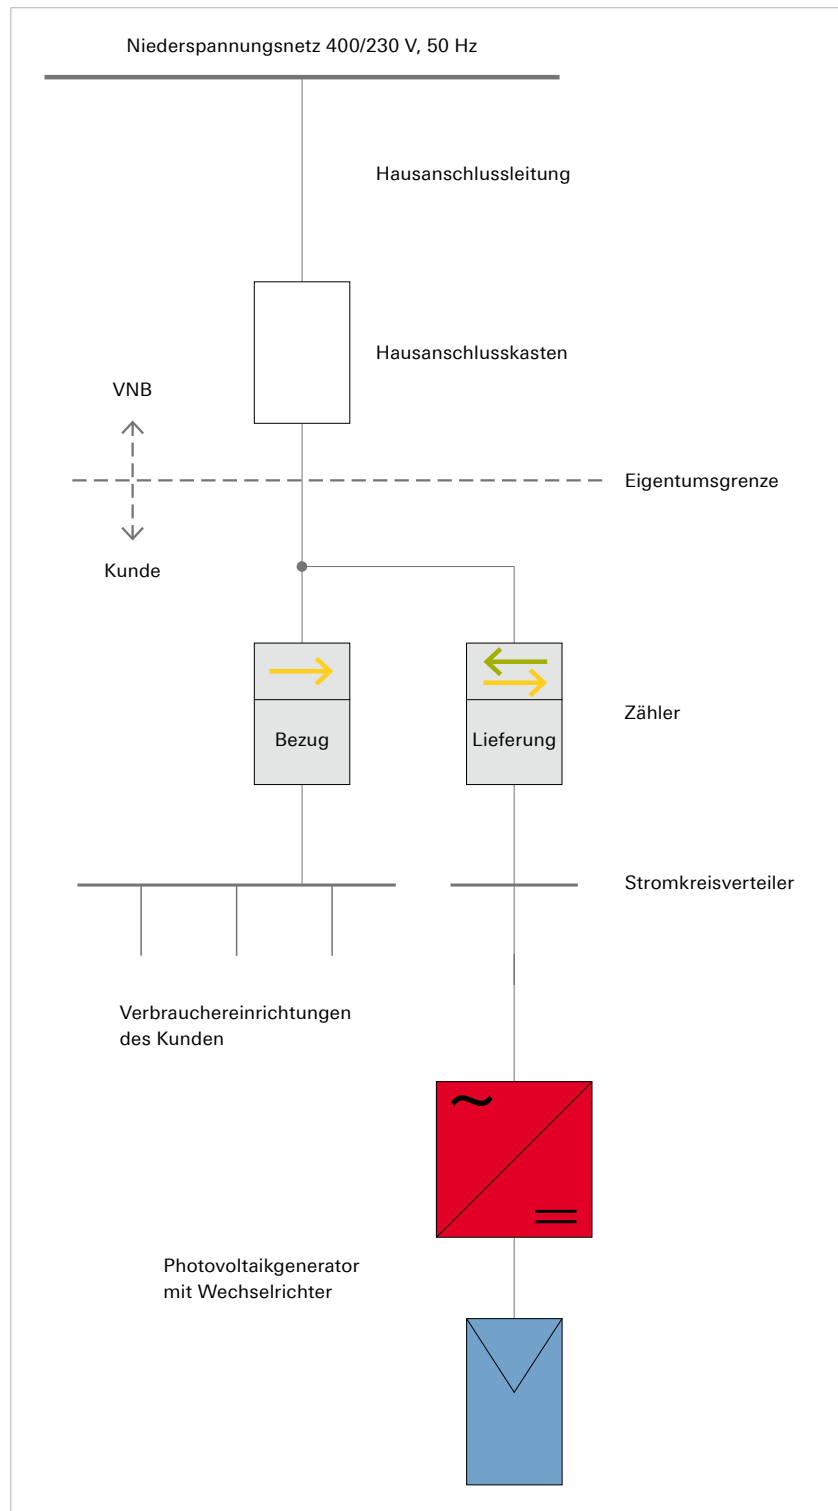 Niederspannungsnetz 400/230 V, 50 Hz
Hausanschlussleitung
Hausanschlusskasten
VNB
Eigentumsgrenze
Kunde
Bezug
Lieferung
Zähler
Stromkreisverteiler
Verbrauchereinrichtungen
des Kunden
Photovoltaikgenerator
mit Wechselrichter